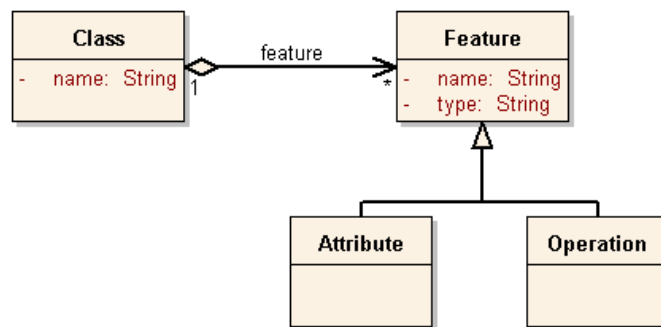 Class
- name: String
feature
1
*
Feature
- name: String
- type: String
Attribute
Operation